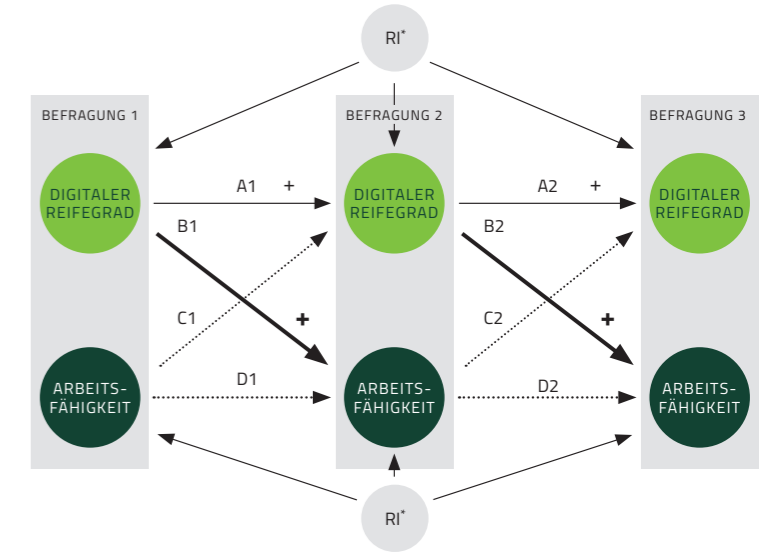 RI*
BEFRAGUNG 1
BEFRAGUNG 2
BEFRAGUNG 3
DIGITALER
REIFEGRAD
A1 +
DIGITALER
REIFEGRAD
A2 +
DIGITALER
REIFEGRAD
B1
B2
C1
+
C2
+
ARBEITS-
FÄHIGKEIT
D1
ARBEITS-
FÄHIGKEIT
D2
ARBEITS-
FÄHIGKEIT
RI*